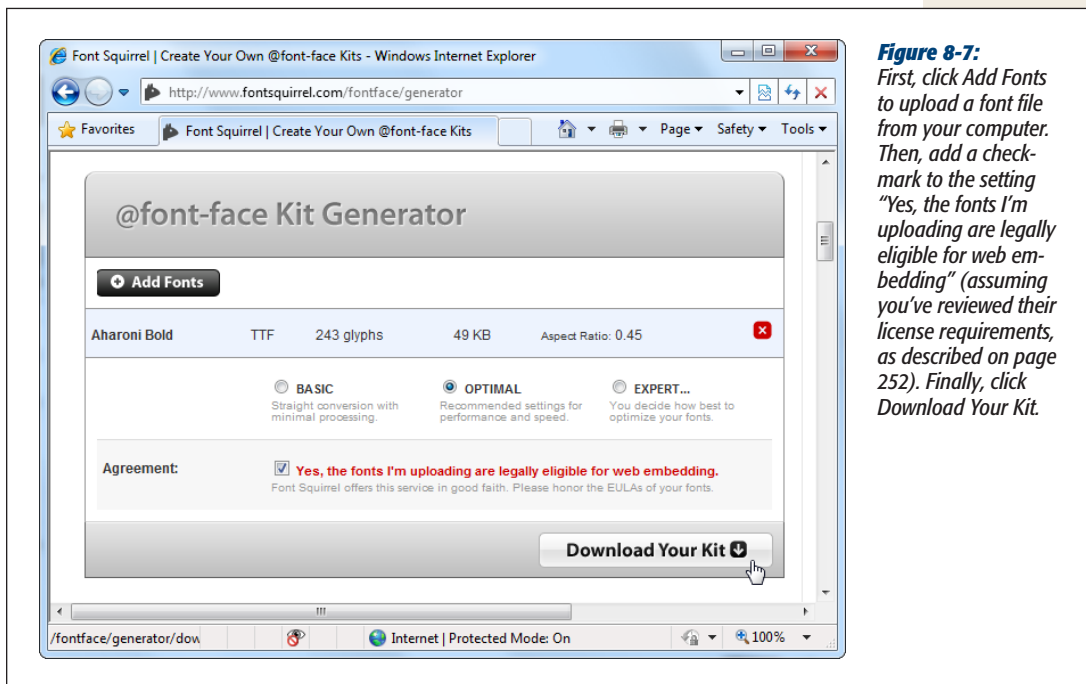 Font Squirrel | Create Your Own @font-face Kits - Windows Internet Explorer
http://www.fontsquirrel.com/fontface/generator
Favorites
Font Squirrel | Create Your Own @font-face Kits
Page
Safety
Tools
@font-face Kit Generator
Add Fonts
Aharoni Bold TTF 243 glyphs 49 KB Aspect Ratio: 0.45
BASIC
Straight conversion with
minimal processing.
OPTIMAL
Recommended settings for
performance and speed.
EXPERT...
You decide how best to
optimize your fonts.
Agreement:
Yes, the fonts I'm uploading are legally eligible for web embedding.
Font Squirrel offers this service in good faith. Please honor the EULAs of your fonts.
Download Your Kit
/fontface/generator/dow
Internet | Protected Mode: On
100%
Figure 8-7:
First, click Add Fonts
to upload a font file
from your computer.
Then, add a check-
mark to the setting
“Yes, the fonts I’m
uploading are legally
eligible for web em-
bedding” (assuming
you’ve reviewed their
license requirements,
as described on page
252). Finally, click
Download Your Kit.